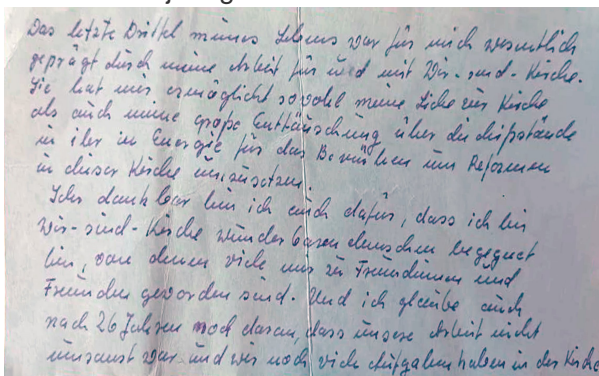 Das letzte Drittel meines Lebens war für mich wesentlich
geprägt durch meine Arbeit für und mit Wir-sind-Kirche.
Sie hat mir ermöglicht sowohl meine Liebe zur Kirche
als auch meine große Enttäuschung über die Mißstände
in ihr in Energie für das Bemühen um Reformen
in dieser Kirche umzusetzen.
Sehr dankbar bin ich auch dafür, dass ich bei
Wir-sind-Kirche wunderbaren Menschen begegnet
bin, von denen viele mir zu Freundinnen und
Freunden geworden sind. Und ich glaube auch
nach 26 Jahren noch daran, dass unsere Arbeit nicht
umsonst war und wir noch viele Aufgaben haben in der Kirche